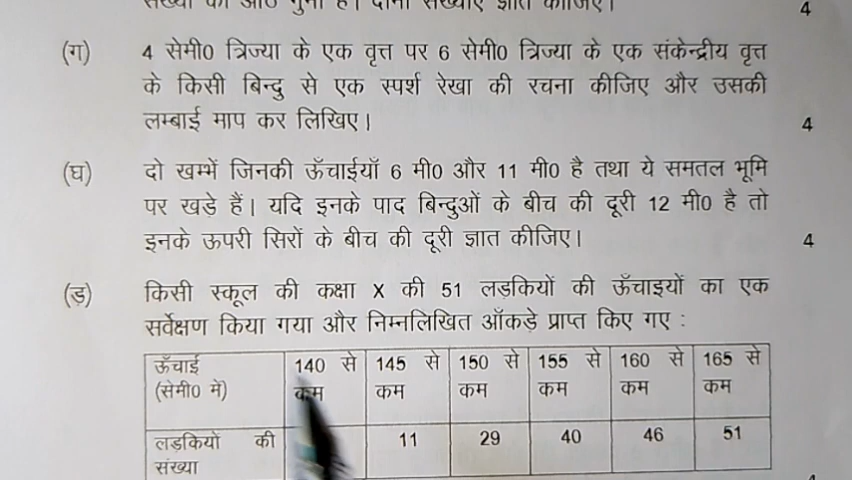 संख्या की आठ गुनी है। दोनों संख्याएँ ज्ञात कीजिए। 4
(ग) 4 सेमी0 त्रिज्या के एक वृत्त पर 6 सेमी0 त्रिज्या के एक संकेन्द्रीय वृत्त
के किसी बिन्दु से एक स्पर्श रेखा की रचना कीजिए और उसकी
लम्बाई माप कर लिखिए। 4
(घ) दो खम्भें जिनकी ऊँचाईयाँ 6 मी0 और 11 मी0 है तथा ये समतल भूमि
पर खडे हैं। यदि इनके पाद बिन्दुओं के बीच की दूरी 12 मी0 है तो
इनके ऊपरी सिरों के बीच की दूरी ज्ञात कीजिए। 4
(ड़) किसी स्कूल की कक्षा X की 51 लड़कियों की ऊँचाइयों का एक
सर्वेक्षण किया गया और निम्नलिखित आँकड़े प्राप्त किए गए :
ऊँचाई 140 से 145 से 150 से 155 से 160 से 165 से
(सेमी0 में) कम कम कम कम कम कम
लड़कियों की 11 29 40 46 51
संख्या